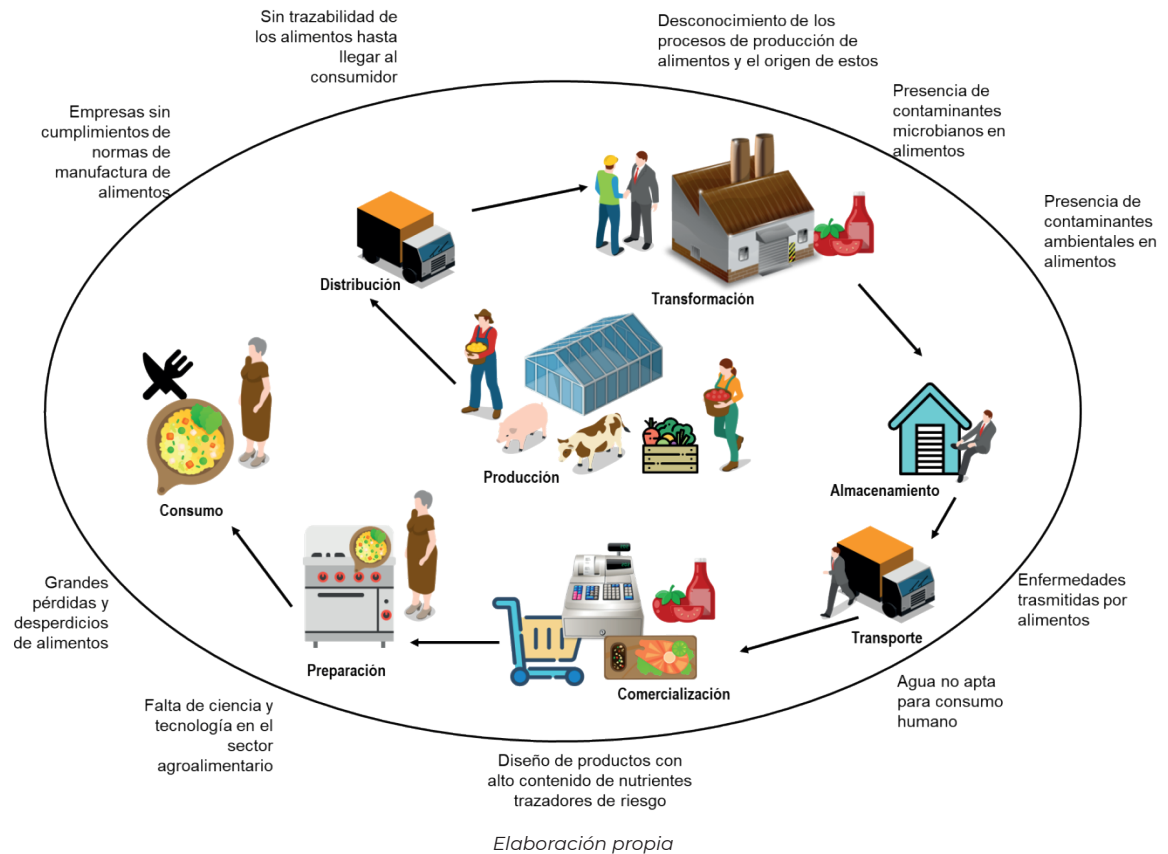 Sin trazabilidad de
los alimentos hasta
llegar al
consumidor
Desconocimiento de los
procesos de producción de
alimentos y el origen de estos
Empresas sin
cumplimientos de
normas de
manufactura de
alimentos
Presencia de
contaminantes
microbianos en
alimentos
Presencia de
contaminantes
ambientales en
alimentos
Distribución
Transformación
Producción
Almacenamiento
Consumo
Preparación
Comercialización
Transporte
Grandes
pérdidas y
desperdicios
de alimentos
Enfermedades
trasmitidas por
alimentos
Falta de ciencia y
tecnología en el
sector
agroalimentario
Agua no apta
para consumo
humano
Diseño de productos con
alto contenido de nutrientes
trazadores de riesgo
Elaboración propia